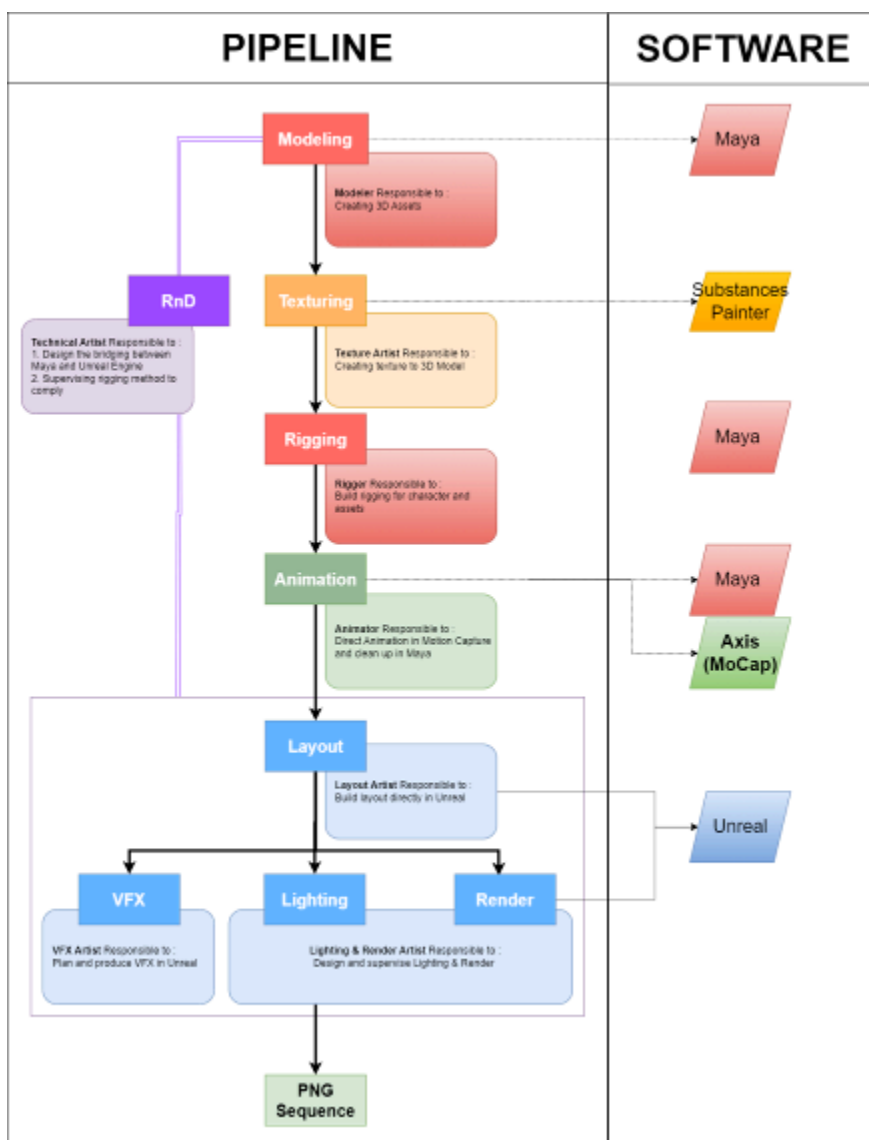 PIPELINE
SOFTWARE
Modeling
Maya
Modeler Responsible to :
Creating 3D Assets
RnD
Texturing
Substances
Painter
Technical Artist Responsible to :
1. Design the bridging between
Maya and Unreal Engine
2. Supervising rigging method to
comply
Texture Artist Responsible to :
Creating texture to 3D Model
Rigging
Maya
Rigger Responsible to :
Build rigging for character and
assets
Animation
Maya
Animator Responsible to :
Direct Animation in Motion Capture
and clean up in Maya
Axis
(MoCap)
Layout
Layout Artist Responsible to :
Build layout directly in Unreal
Unreal
VFX
Lighting
Render
VFX Artist Responsible to :
Plan and produce VFX in Unreal
Lighting & Render Artist Responsible to :
Design and supervise Lighting & Render
PNG
Sequence